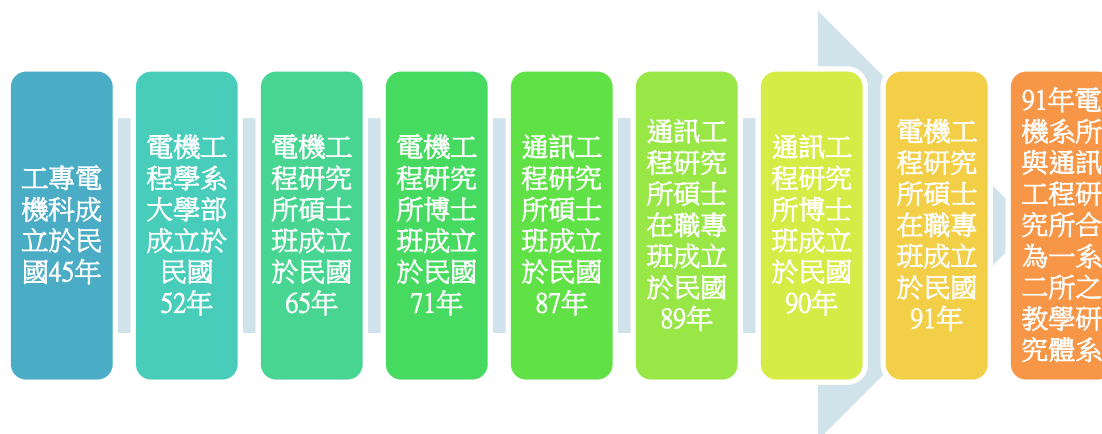 工專電
機科成
立於民
國45年
電機工
程學系
大學部
成立於
民國
52年
電機工
程研究
所碩士
班成立
於民國
65年
電機工
程研究
所博士
班成立
於民國
71年
通訊工
程研究
所碩士
班成立
於民國
87年
通訊工
程研究
所碩士
在職專
班成立
於民國
89年
通訊工
程研究
所博士
班成立
於民國
90年
電機工
程研究
所碩士
在職專
班成立
於民國
91年
91年電
機系所
與通訊
工程研
究所合
為一系
二所之
教學研
究體系